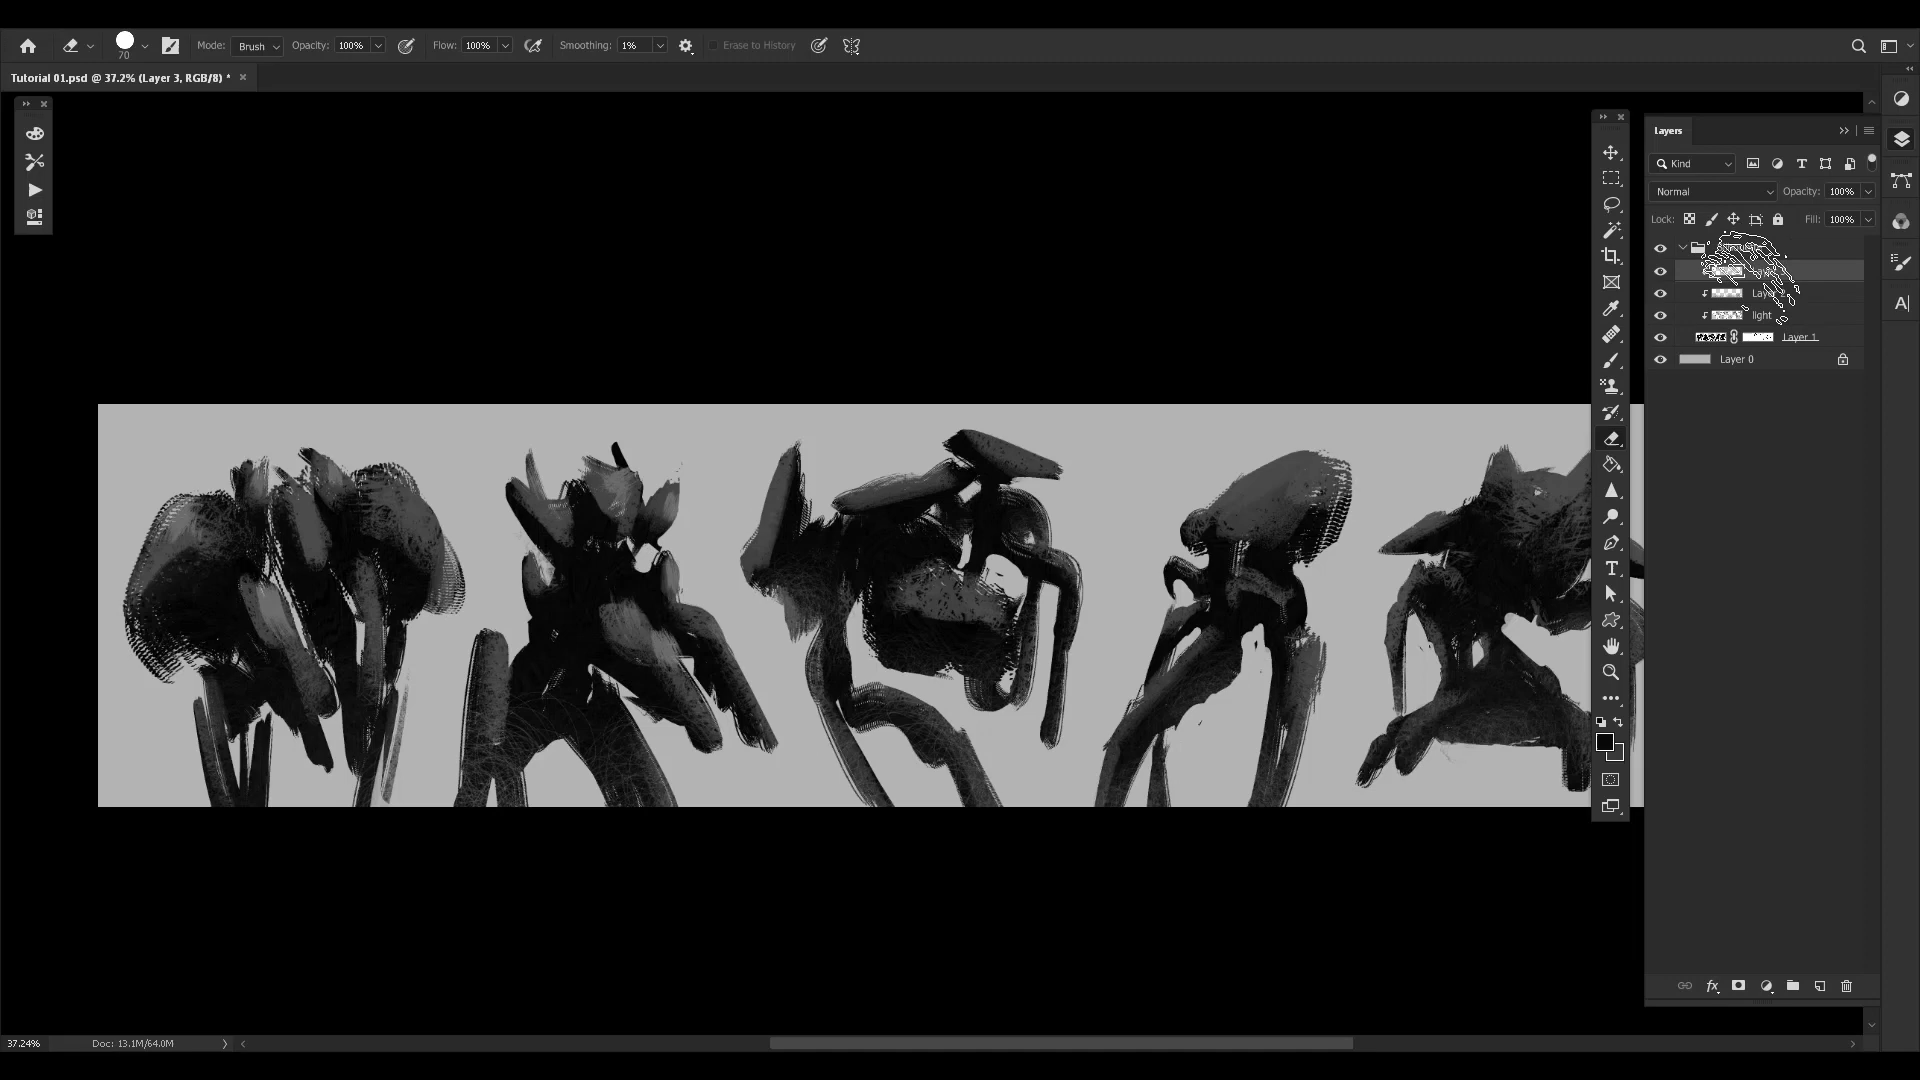 70
Mode: Brush Opacity: 100% Flow: 100% Smoothing: 1% Erase to History
Tutorial 01.psd @ 37.2% (Layer 3, RGB/8) *
Layers
Kind
Normal Opacity: 100%
Lock: Fill: 100%
light
Layer 1
Layer 0
37.24% Doc: 13.1M/64.0M